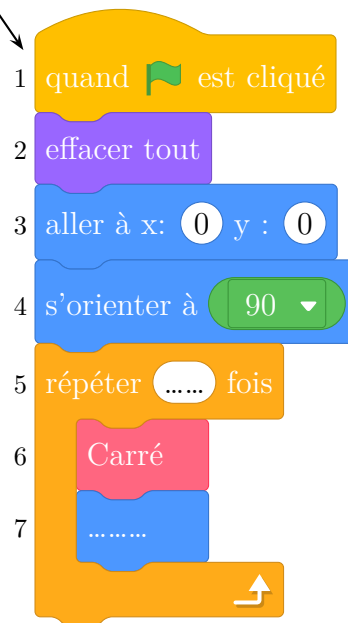 1 quand est cliqué
2 effacer tout
3 aller à x: 0 y : 0
4 s'orienter à 90
5 répéter ...... fois
6 Carré
7 .........